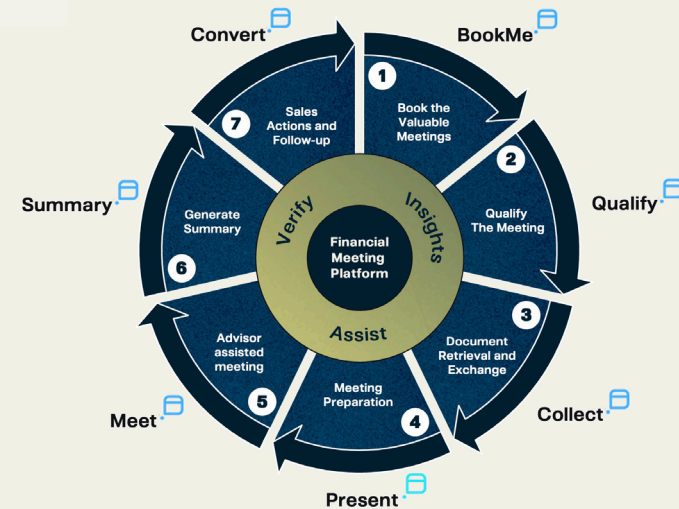 Convert
BookMe
1
Book the
Valuable
Meetings
2
Qualify
The Meeting
Qualify
3
Document
Retrieval and
Exchange
Collect
4
Meeting
Preparation
Present
5
Advisor
assisted
meeting
Meet
6
Generate
Summary
Summary
7
Sales
Actions and
Follow-up
Verify
Insights
Assist
Financial
Meeting
Platform